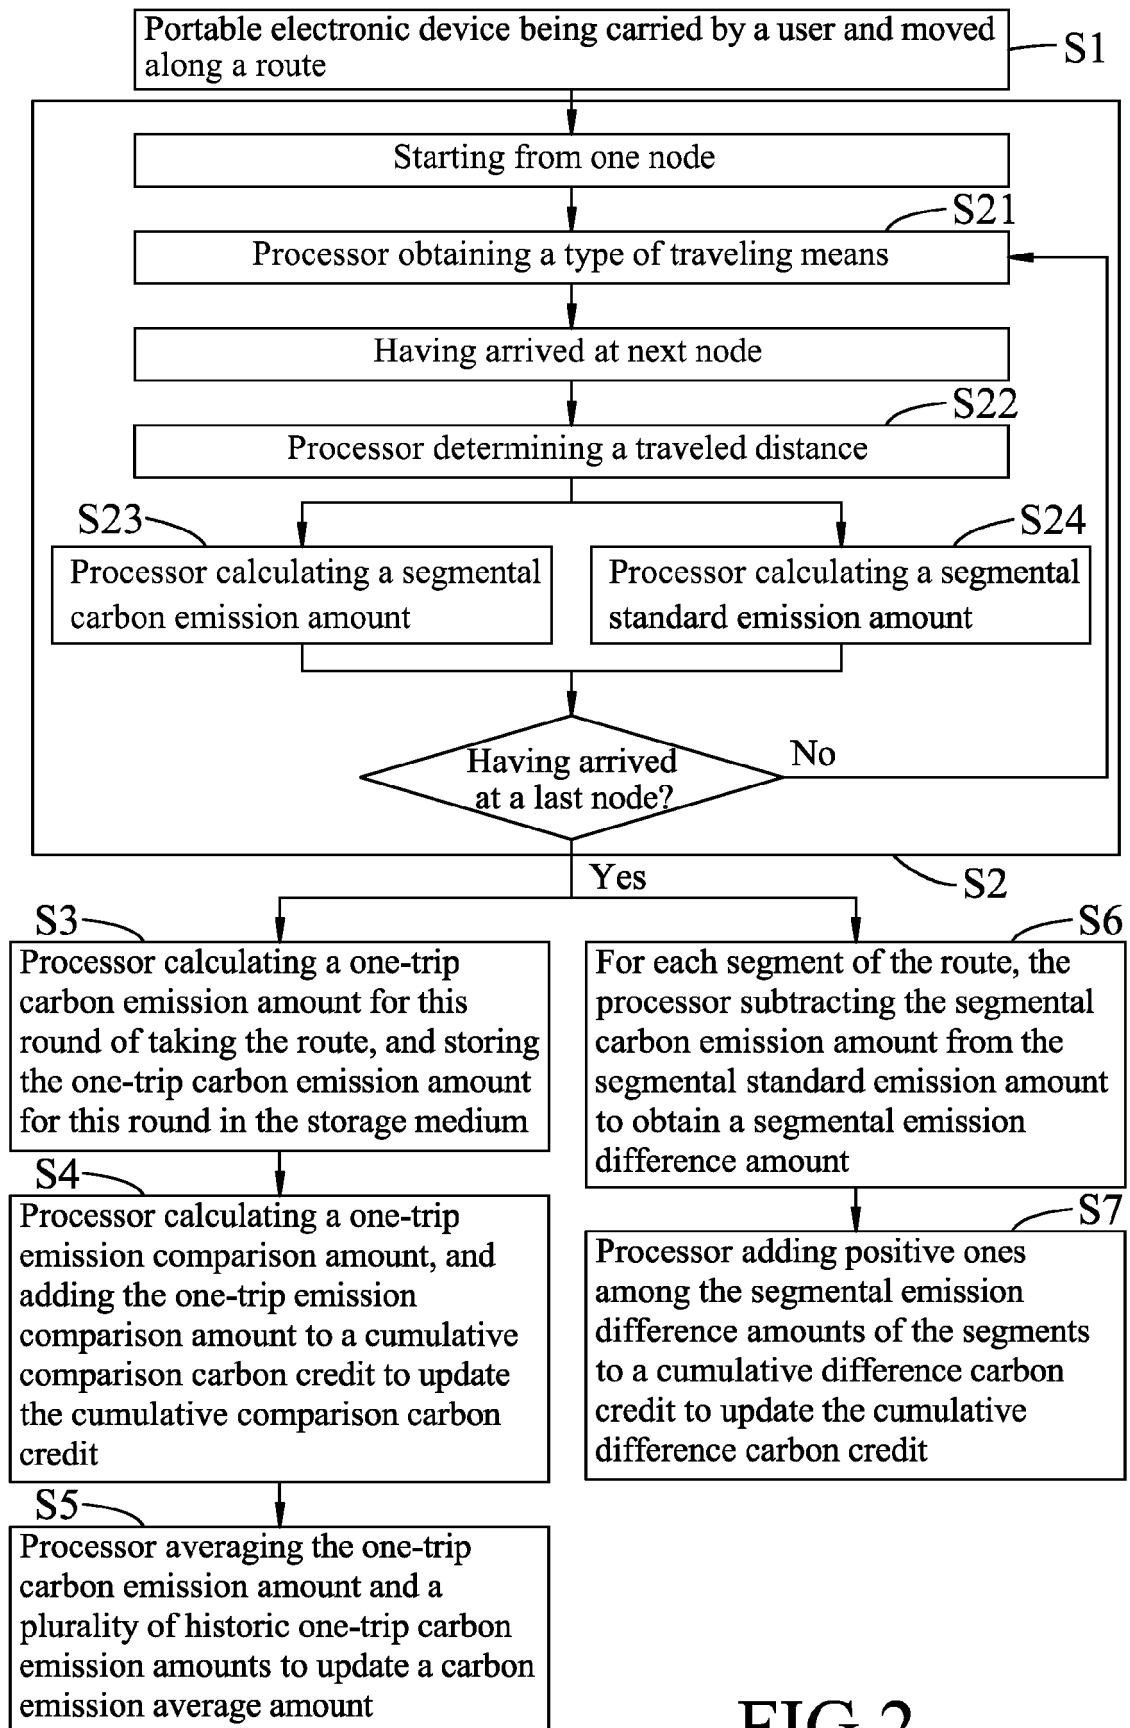 Portable electronic device being carried by a user and moved
along a route
S1
Starting from one node
S21
Processor obtaining a type of traveling means
Having arrived at next node
S22
Processor determining a traveled distance
S23
Processor calculating a segmental
carbon emission amount
S24
Processor calculating a segmental
standard emission amount
Having arrived
at a last node?
No
Yes
S2
S3
Processor calculating a one-trip
carbon emission amount for this
round of taking the route, and storing
the one-trip carbon emission amount
for this round in the storage medium
S4
Processor calculating a one-trip
emission comparison amount, and
adding the one-trip emission
comparison amount to a cumulative
comparison carbon credit to update
the cumulative comparison carbon
credit
S5
Processor averaging the one-trip
carbon emission amount and a
plurality of historic one-trip carbon
emission amounts to update a carbon
emission average amount
S6
For each segment of the route, the
processor subtracting the segmental
carbon emission amount from the
segmental standard emission amount
to obtain a segmental emission
difference amount
S7
Processor adding positive ones
among the segmental emission
difference amounts of the segments
to a cumulative difference carbon
credit to update the cumulative
difference carbon credit
FIG.2